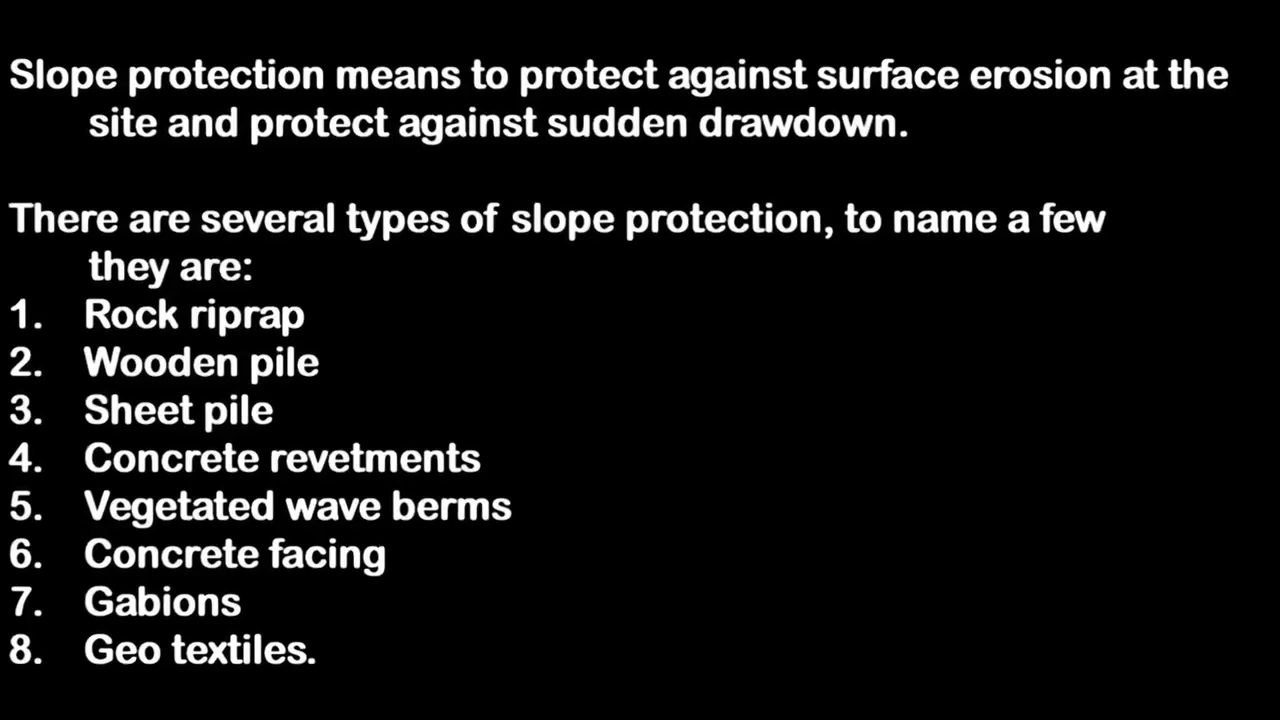 Slope protection means to protect against surface erosion at the
site and protect against sudden drawdown.
There are several types of slope protection, to name a few
they are:
1. Rock riprap
2. Wooden pile
3. Sheet pile
4. Concrete revetments
5. Vegetated wave berms
6. Concrete facing
7. Gabions
8. Geo textiles.